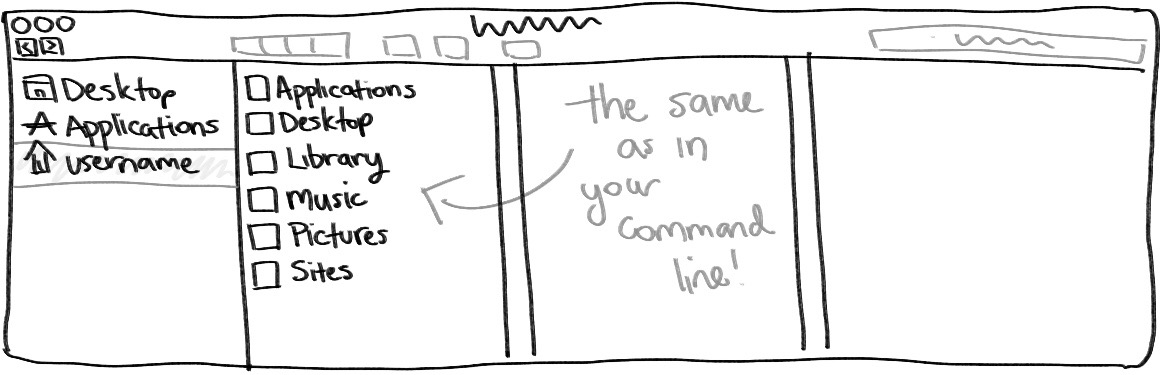 Desktop
Applications
username
Applications
Desktop
Library
Music
Pictures
Sites
the same
as in
your
command
line!